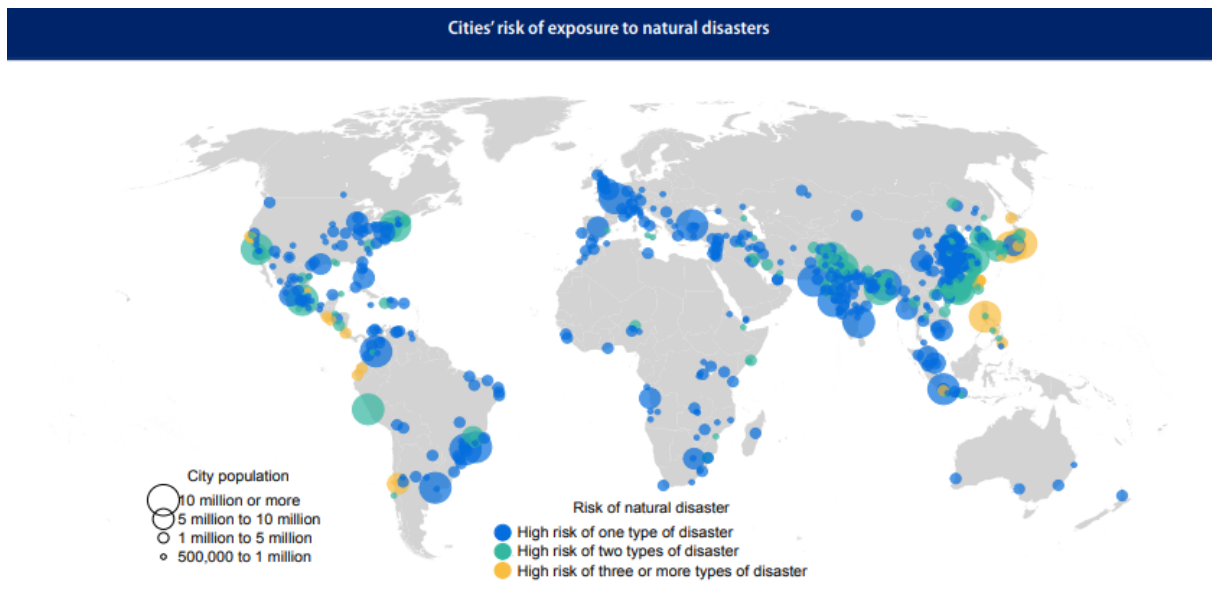 Cities' risk of exposure to natural disasters
City population
10 million or more
5 million to 10 million
1 million to 5 million
500,000 to 1 million
Risk of natural disaster
High risk of one type of disaster
High risk of two types of disaster
High risk of three or more types of disaster